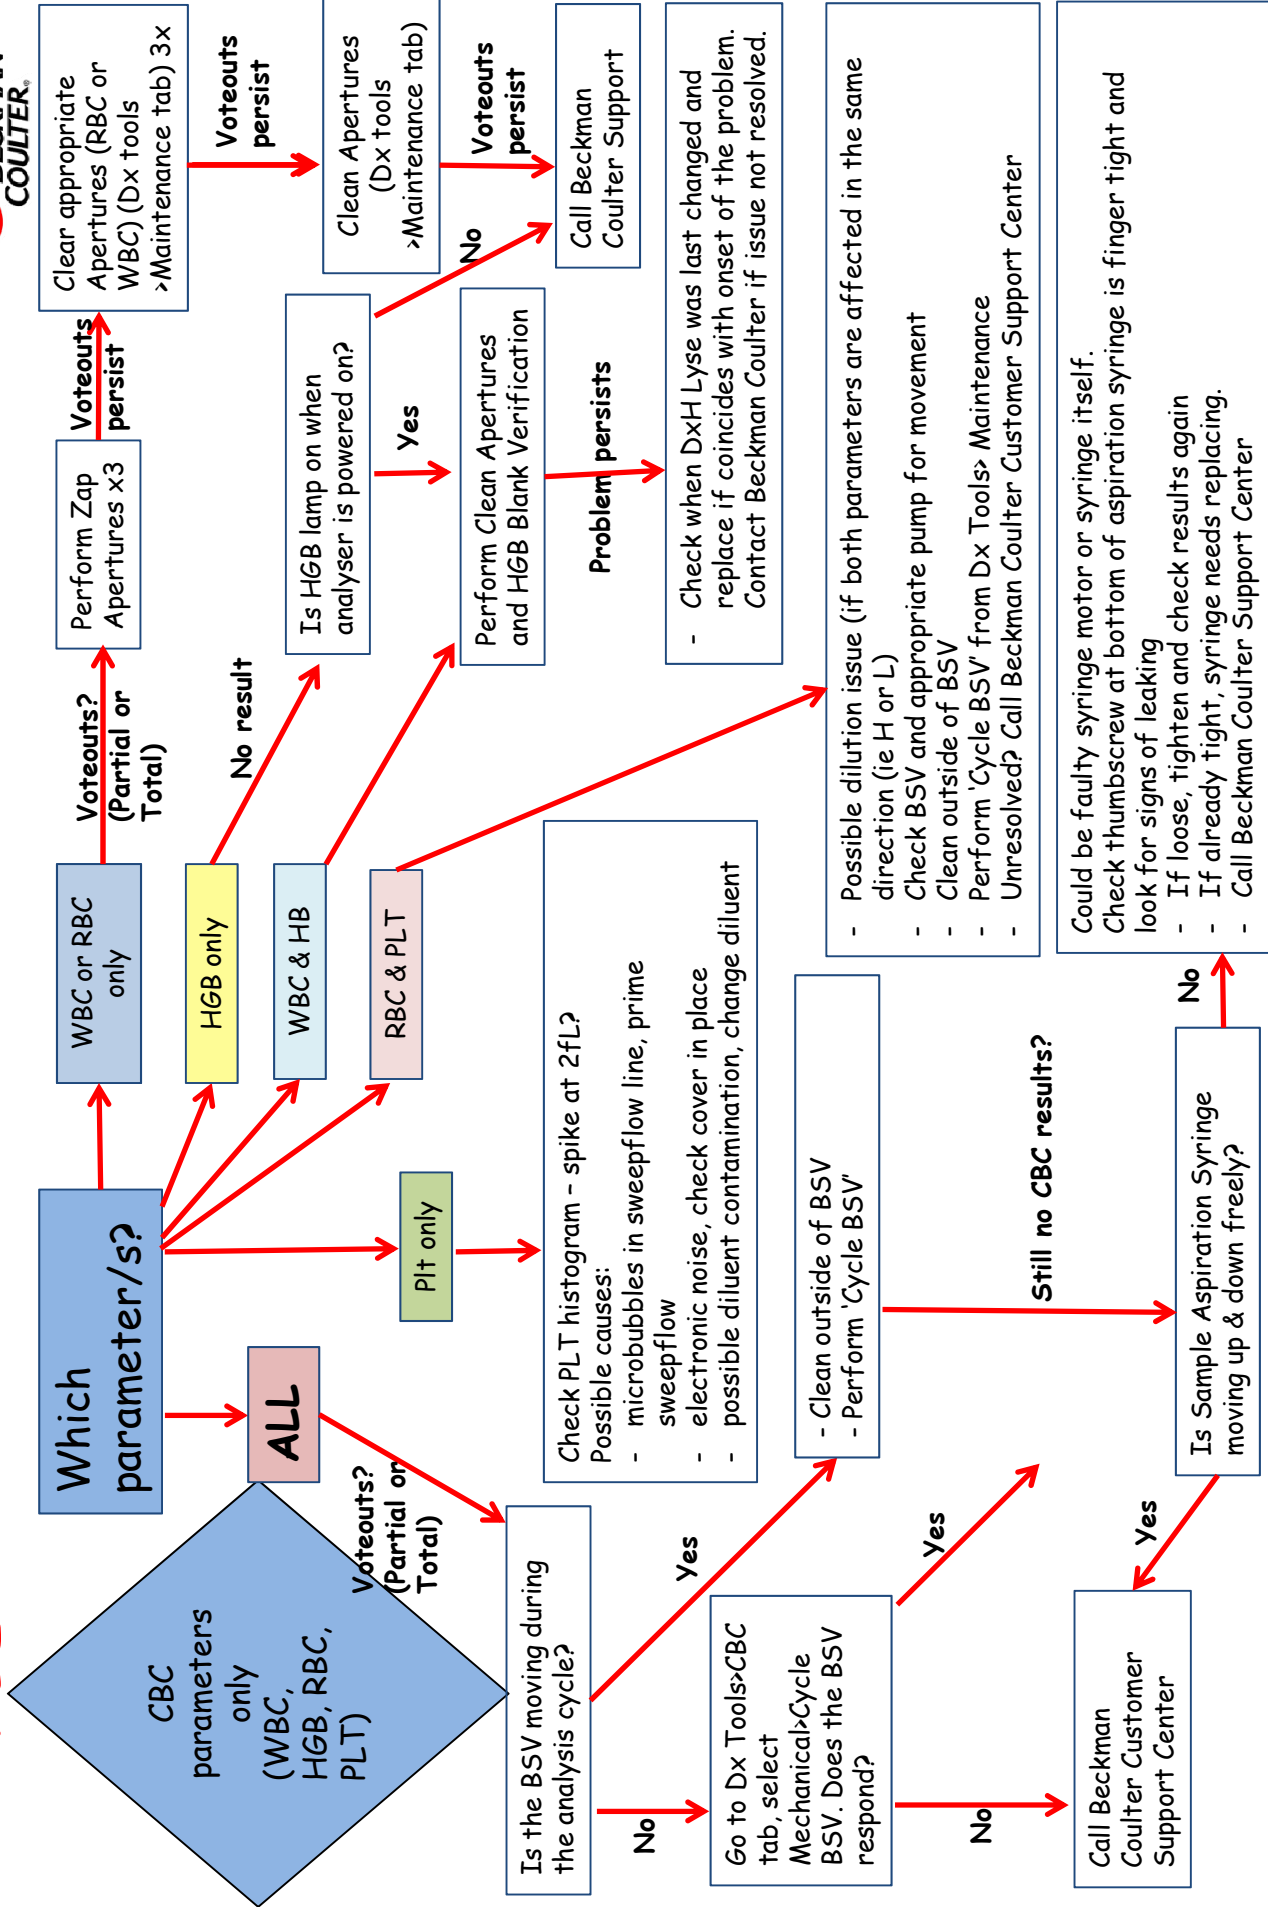 COULTER®
CBC
parameters
only
(WBC,
HGB, RBC,
PLT)
Which
parameter/s?
ALL
Voteouts?
(Partial or
Total)
Is the BSV moving during
the analysis cycle?
No
Yes
Go to Dx Tools>CBC
tab, select
Mechanical>Cycle
BSV. Does the BSV
respond?
No
Yes
Call Beckman
Coulter Customer
Support Center
- Clean outside of BSV
- Perform 'Cycle BSV'
Still no CBC results?
Is Sample Aspiration Syringe
moving up & down freely?
Yes
No
Could be faulty syringe motor or syringe itself.
Check thumbscrew at bottom of aspiration syringe is finger tight and
look for signs of leaking
- If loose, tighten and check results again
- If already tight, syringe needs replacing.
- Call Beckman Coulter Support Center
Plt only
Check PLT histogram – spike at 2fL?
Possible causes:
- microbubbles in sweepflow line, prime
sweepflow
- electronic noise, check cover in place
- possible diluent contamination, change diluent
WBC or RBC
only
Voteouts?
(Partial or
Total)
Perform Zap
Apertures x3
Voteouts
persist
Clear appropriate
Apertures (RBC or
WBC) (Dx tools
>Maintenance tab) 3x
Voteouts
persist
Clean Apertures
(Dx tools
>Maintenance tab)
Voteouts
persist
Call Beckman
Coulter Support
HGB only
No result
Is HGB lamp on when
analyser is powered on?
No
Yes
WBC & HB
Perform Clean Apertures
and HGB Blank Verification
Problem persists
- Check when DxH Lyse was last changed and
replace if coincides with onset of the problem.
Contact Beckman Coulter if issue not resolved.
RBC & PLT
- Possible dilution issue (if both parameters are affected in the same
direction (ie H or L)
- Check BSV and appropriate pump for movement
- Clean outside of BSV
- Perform 'Cycle BSV' from Dx Tools> Maintenance
- Unresolved? Call Beckman Coulter Customer Support Center